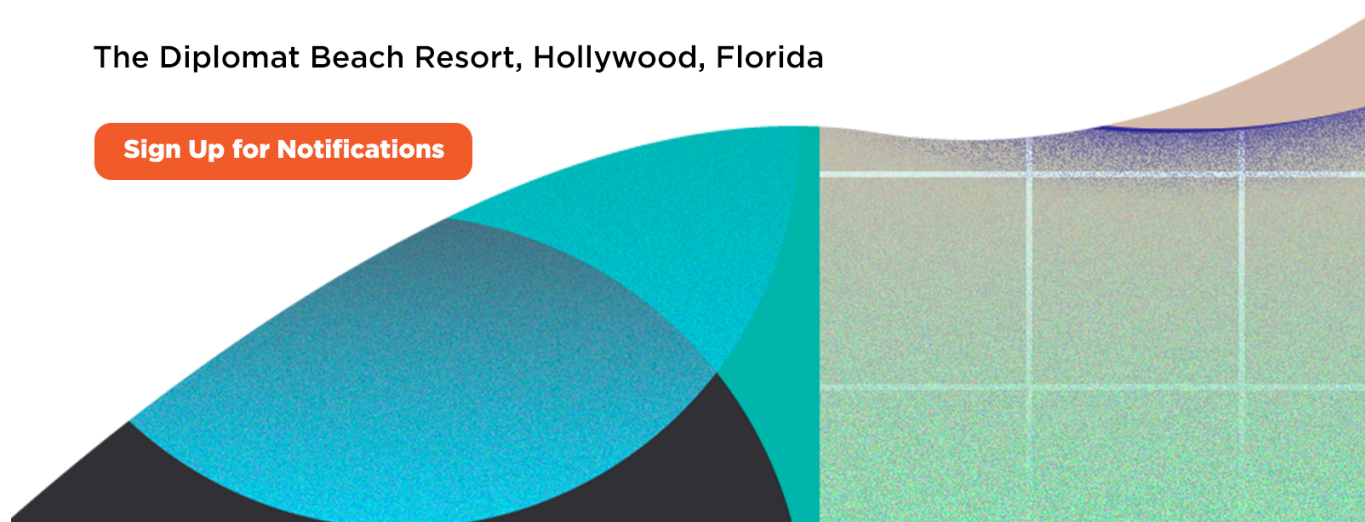 The Diplomat Beach Resort, Hollywood, Florida
Sign Up for Notifications